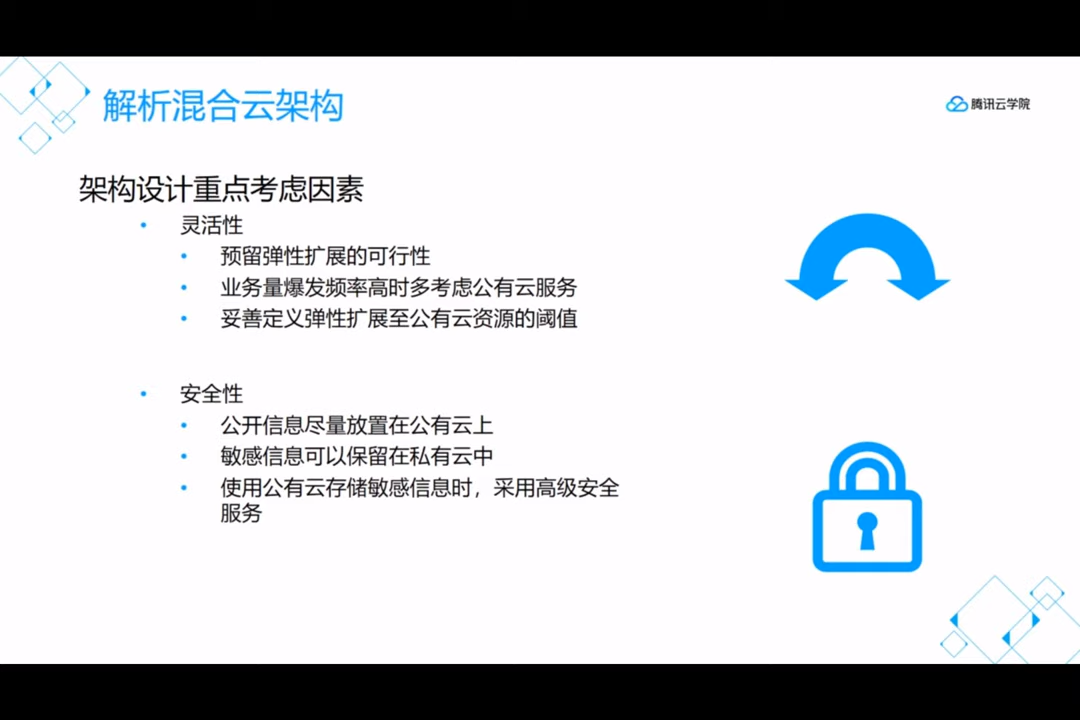 解析混合云架构
腾讯云学院
架构设计重点考虑因素
• 灵活性
• 预留弹性扩展的可行性
• 业务量爆发频率高时多考虑公有云服务
• 妥善定义弹性扩展至公有云资源的阈值
• 安全性
• 公开信息尽量放置在公有云上
• 敏感信息可以保留在私有云中
• 使用公有云存储敏感信息时，采用高级安全
服务